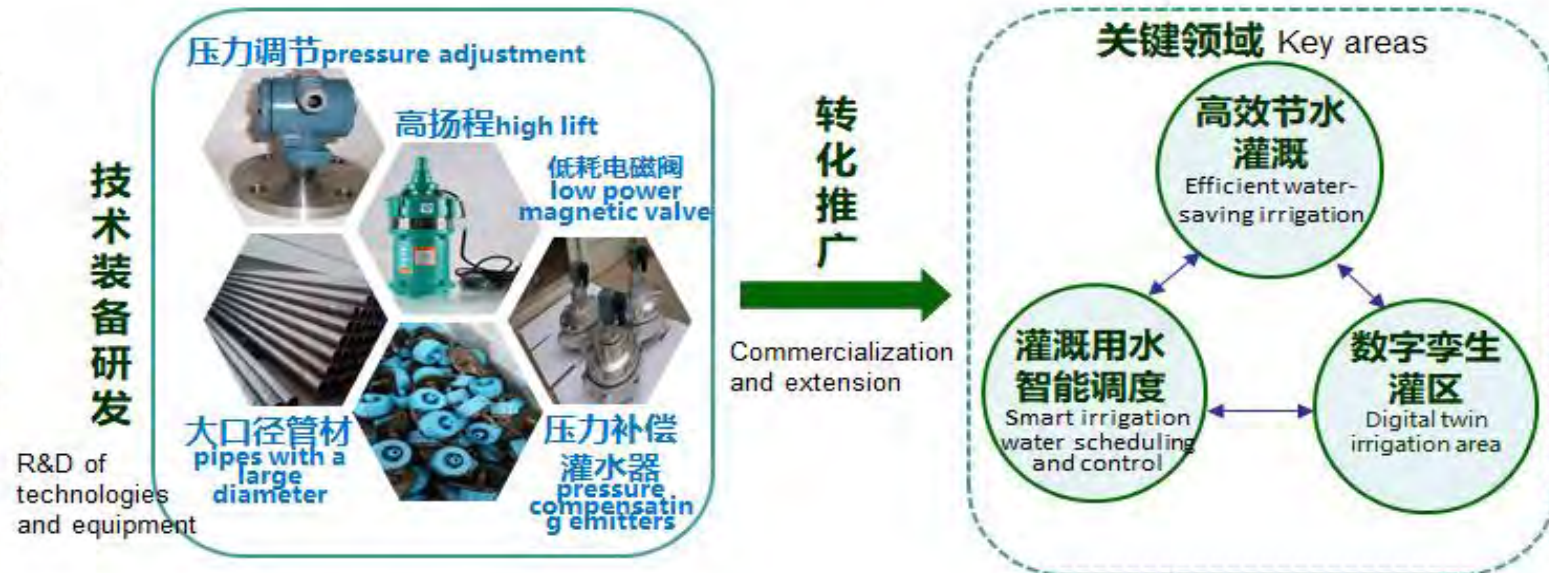 技术装备研发
R&D of
technologies
and equipment
压力调节pressure adjustment
高扬程high lift
低耗电磁阀
low power
magnetic valve
大口径管材
pipes with a
large
diameter
压力补偿
灌水器
pressure
compensatin
g emitters
转化推广
Commercialization
and extension
关键领域 Key areas
高效节水
灌溉
Efficient water-
saving irrigation
灌溉用水
智能调度
Smart irrigation
water scheduling
and control
数字孪生
灌区
Digital twin
irrigation area